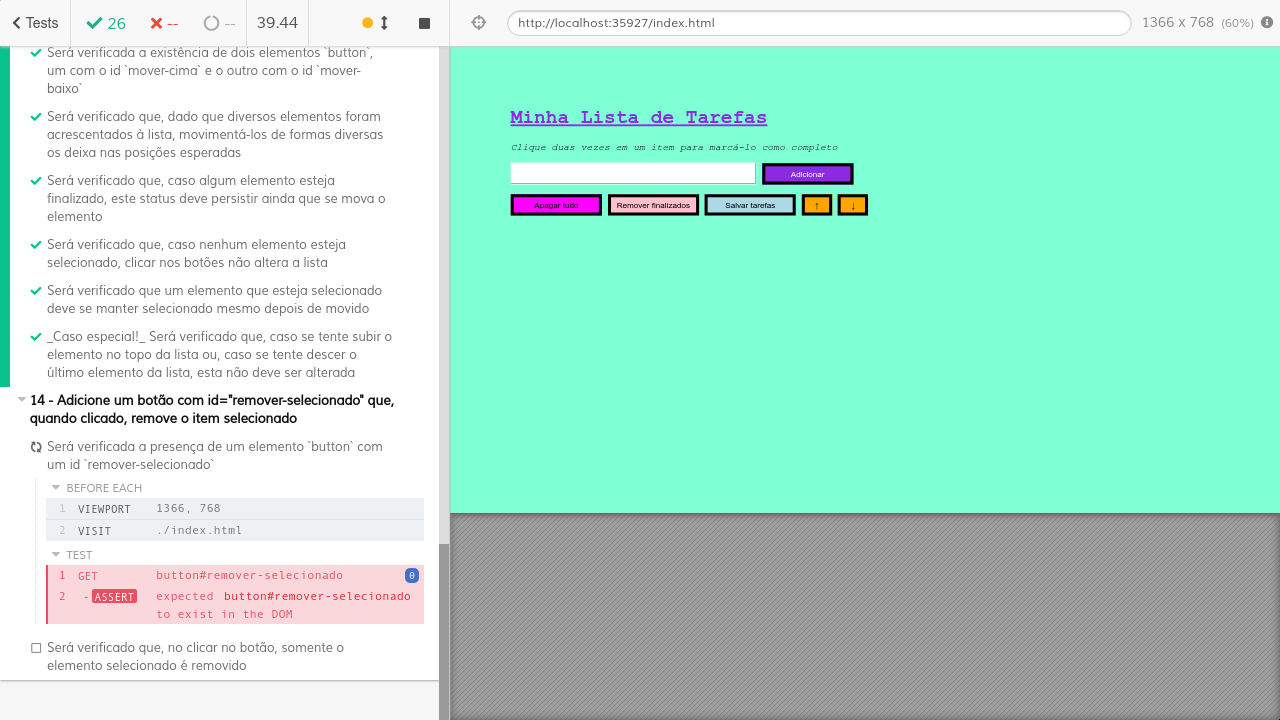 Tests
26
--
--
39.44
http://localhost:35927/index.html
1366 x 768 (60%)
Será verificada a existência de dois elementos `button`,
um com o id `mover-cima` e o outro com o id `mover-
baixo`
Será verificado que, dado que diversos elementos foram
acrescentados à lista, movimentá-los de formas diversas
os deixa nas posições esperadas
Será verificado que, caso algum elemento esteja
finalizado, este status deve persistir ainda que se mova o
elemento
Será verificado que, caso nenhum elemento esteja
selecionado, clicar nos botões não altera a lista
Será verificado que um elemento que esteja selecionado
deve se manter selecionado mesmo depois de movido
_Caso especial!_ Será verificado que, caso se tente subir o
elemento no topo da lista ou, caso se tente descer o
último elemento da lista, esta não deve ser alterada
14 - Adicione um botão com id="remover-selecionado" que,
quando clicado, remove o item selecionado
Será verificada a presença de um elemento `button` com
um id `remover-selecionado`
BEFORE EACH
1 VIEWPORT 1366, 768
2 VISIT ./index.html
TEST
1 GET button#remover-selecionado 0
2 -ASSERT expected button#remover-selecionado
to exist in the DOM
Será verificado que, no clicar no botão, somente o
elemento selecionado é removido
Minha Lista de Tarefas
Clique duas vezes em um item para marcá-lo como completo
Adicionar
Apagar tudo Remover finalizados Salvar tarefas ↑ ↓